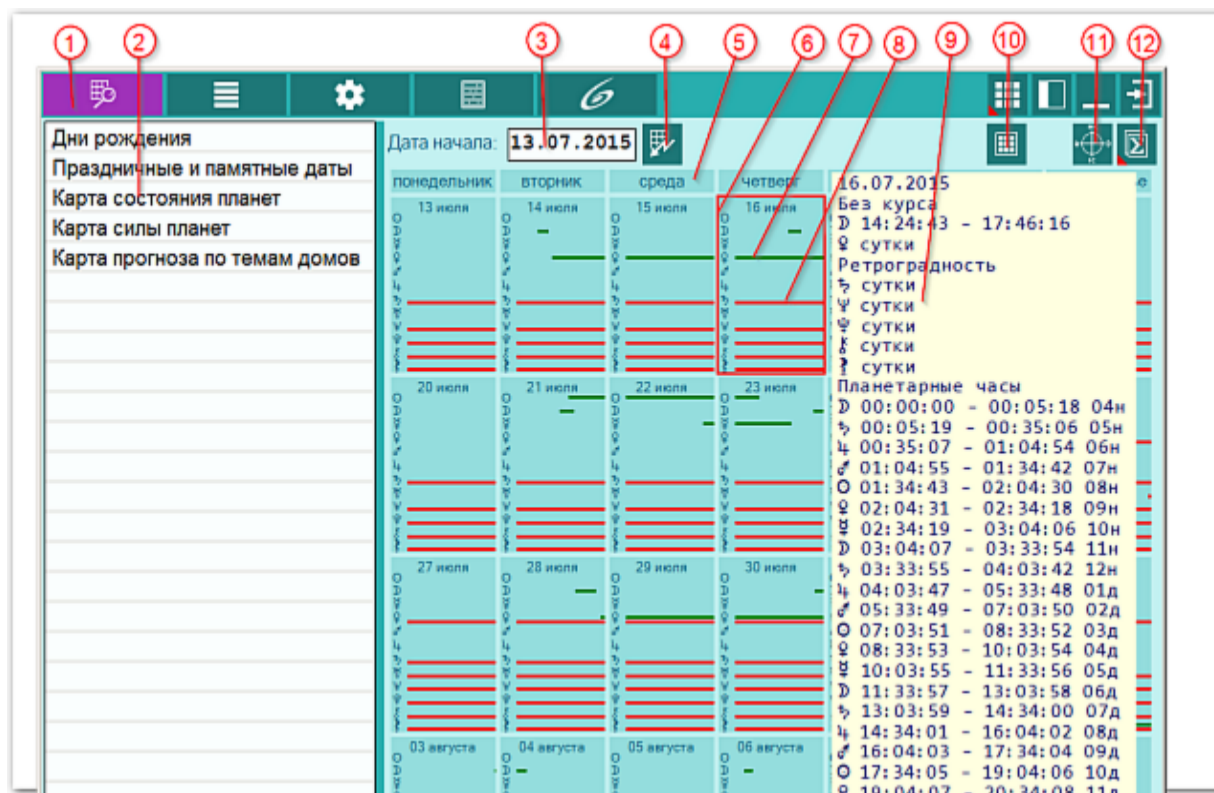 1 2 3 4 5 6 7 8 9 10 11 12
Дни рождения
Праздничные и памятные даты
Карта состояния планет
Карта силы планет
Карта прогноза по темам домов
Дата начала: 13.07.2015
понедельник вторник среда четверг
13 июля 14 июля 15 июля 16 июля
20 июля 21 июля 22 июля 23 июля
27 июля 28 июля 29 июля 30 июля
03 августа 04 августа 05 августа 06 августа
16.07.2015
Без курса
☽ 14:24:43 - 17:46:16
♀ сутки
Ретроградность
♄ сутки
♆ сутки
♆ сутки
⚷ сутки
сутки
Планетарные часы
☽ 00:00:00 - 00:05:18 04н
♄ 00:05:19 - 00:35:06 05н
♃ 00:35:07 - 01:04:54 06н
♂ 01:04:55 - 01:34:42 07н
О 01:34:43 - 02:04:30 08н
♀ 02:04:31 - 02:34:18 09н
☿ 02:34:19 - 03:04:06 10н
☽ 03:04:07 - 03:33:54 11н
♄ 03:33:55 - 04:03:42 12н
♃ 04:03:47 - 05:33:48 01д
♂ 05:33:49 - 07:03:50 02д
О 07:03:51 - 08:33:52 03д
♀ 08:33:53 - 10:03:54 04д
☿ 10:03:55 - 11:33:56 05д
☽ 11:33:57 - 13:03:58 06д
♄ 13:03:59 - 14:34:00 07д
♃ 14:34:01 - 16:04:02 08д
♂ 16:04:03 - 17:34:04 09д
О 17:34:05 - 19:04:06 10д
♀ 19:04:07 - 20:34:08 11д